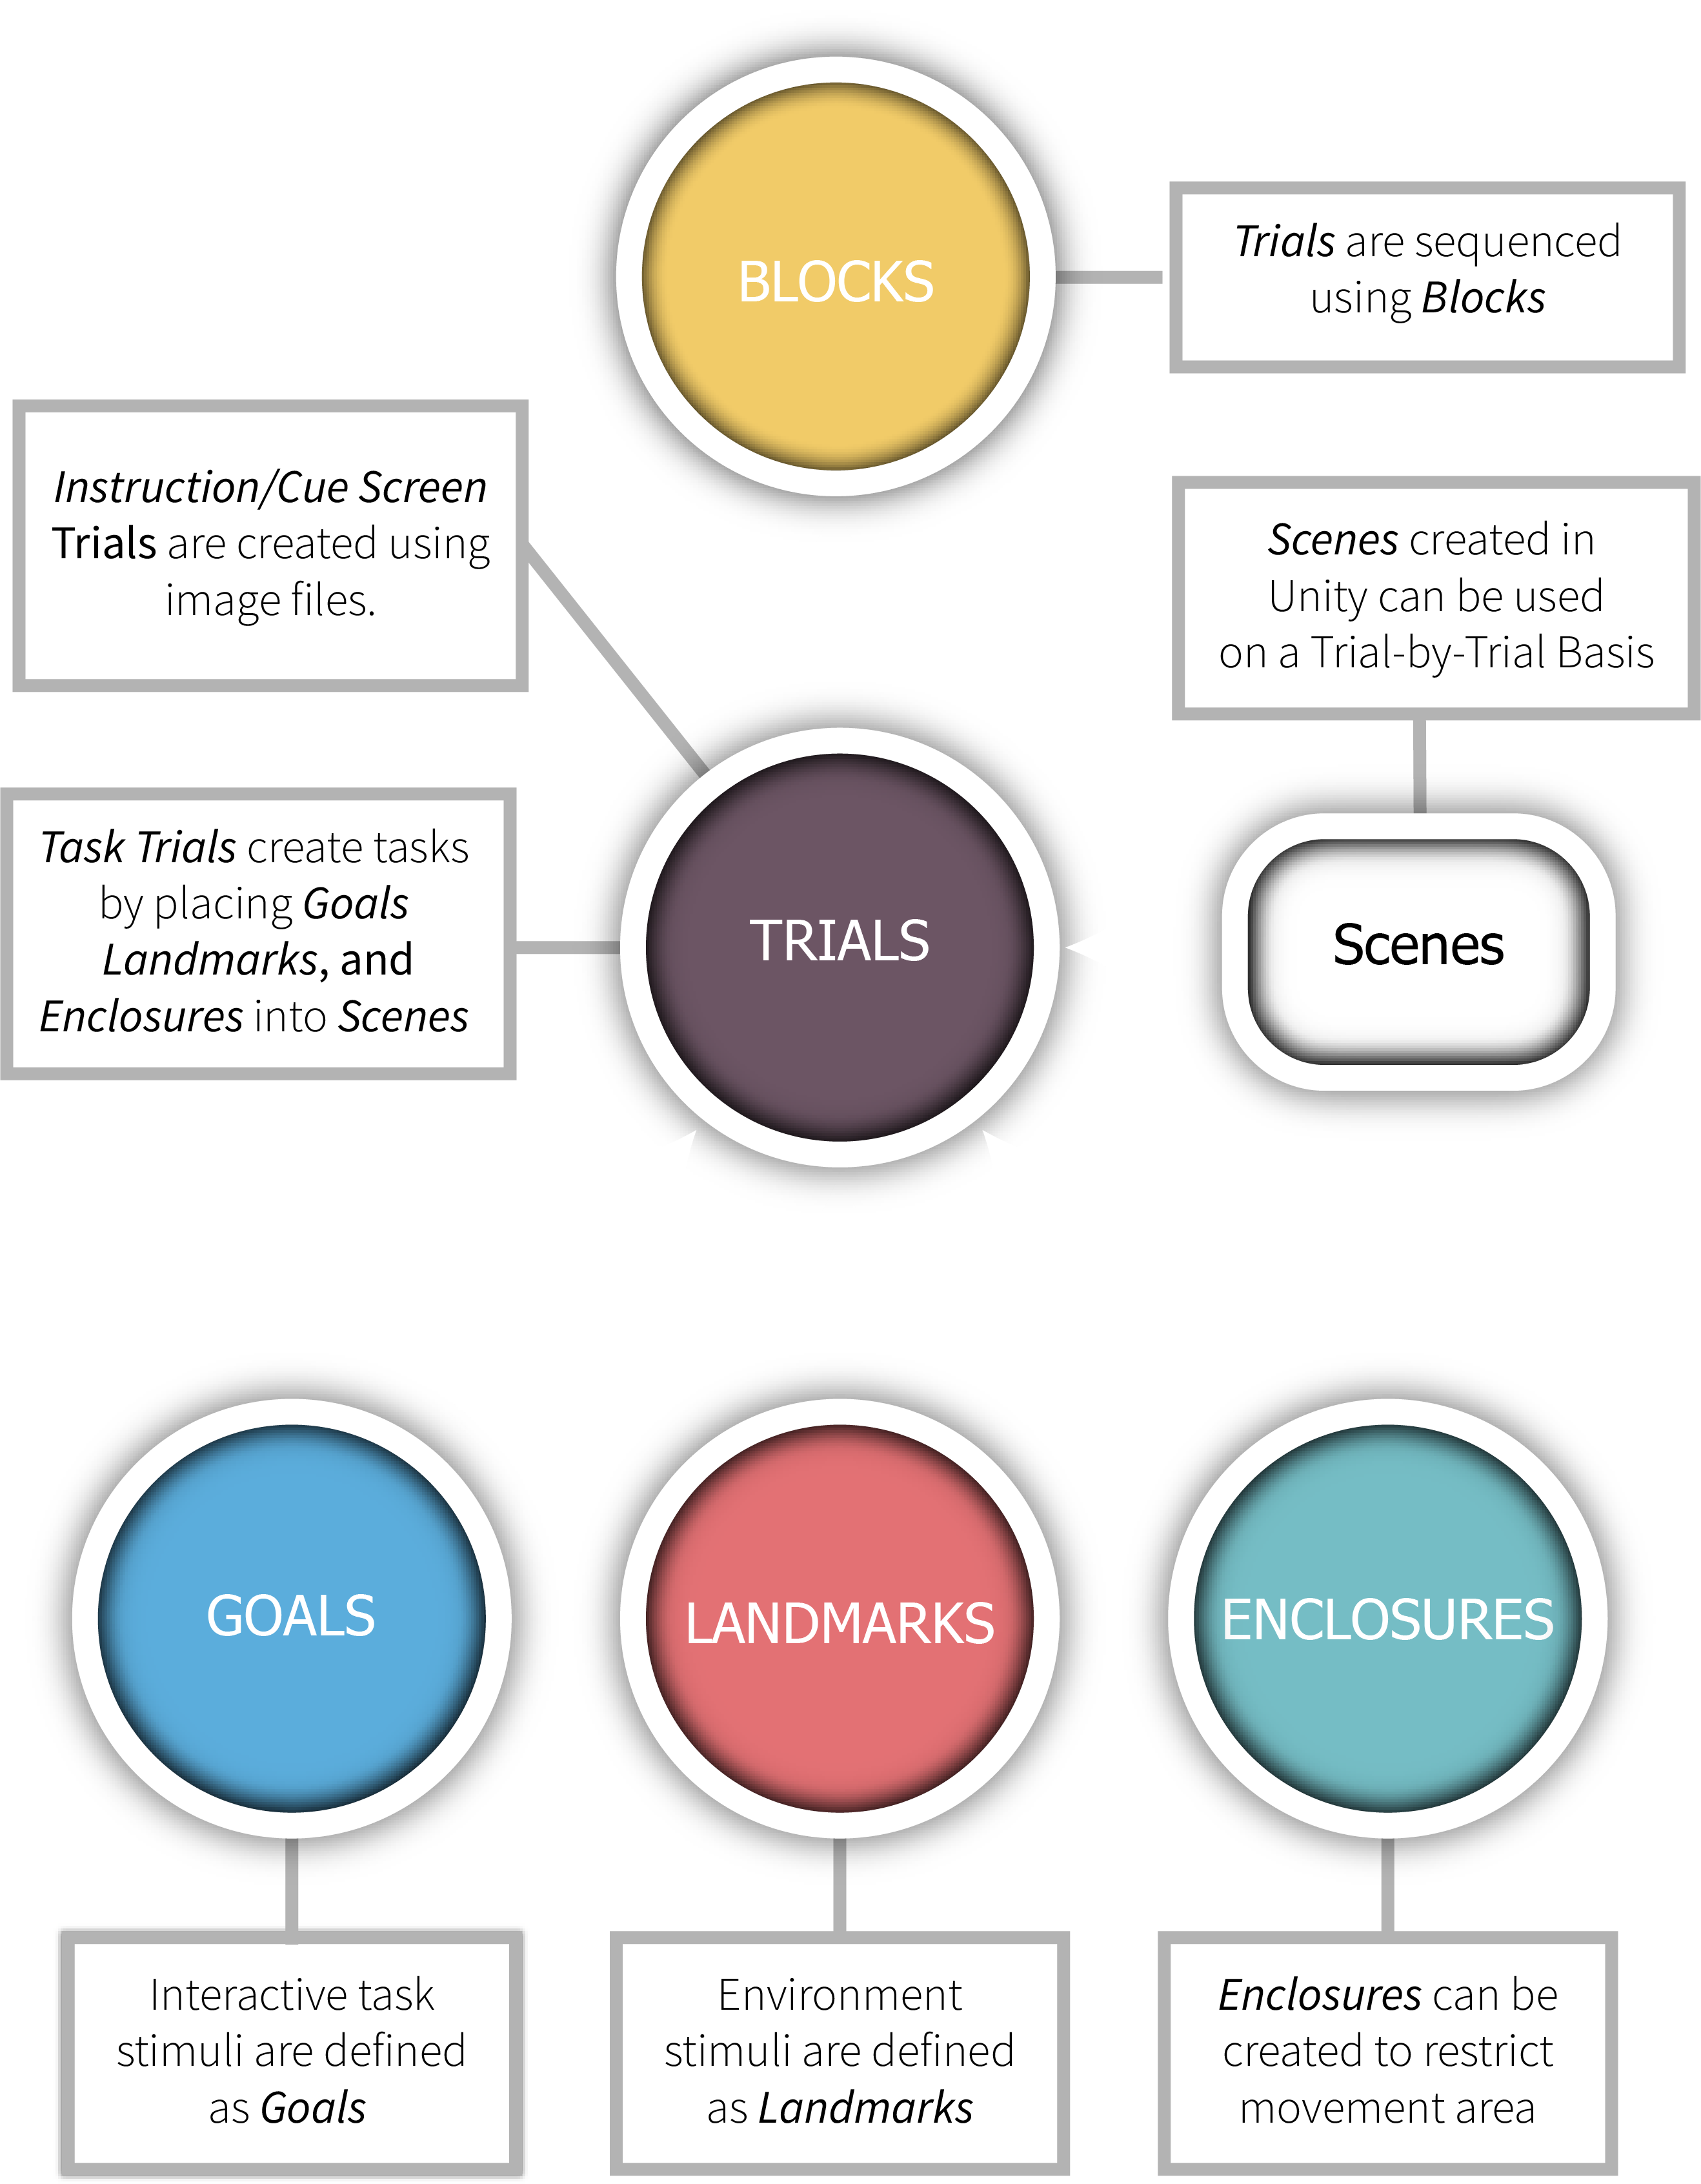 BLOCKS
Trials are sequenced
using Blocks
Instruction/Cue Screen
Trials are created using
image files.
Scenes created in
Unity can be used
on a Trial-by-Trial Basis
Task Trials create tasks
by placing Goals
Landmarks, and
Enclosures into Scenes
TRIALS
Scenes
GOALS
LANDMARKS
ENCLOSURES
Interactive task
stimuli are defined
as Goals
Environment
stimuli are defined
as Landmarks
Enclosures can be
created to restrict
movement area